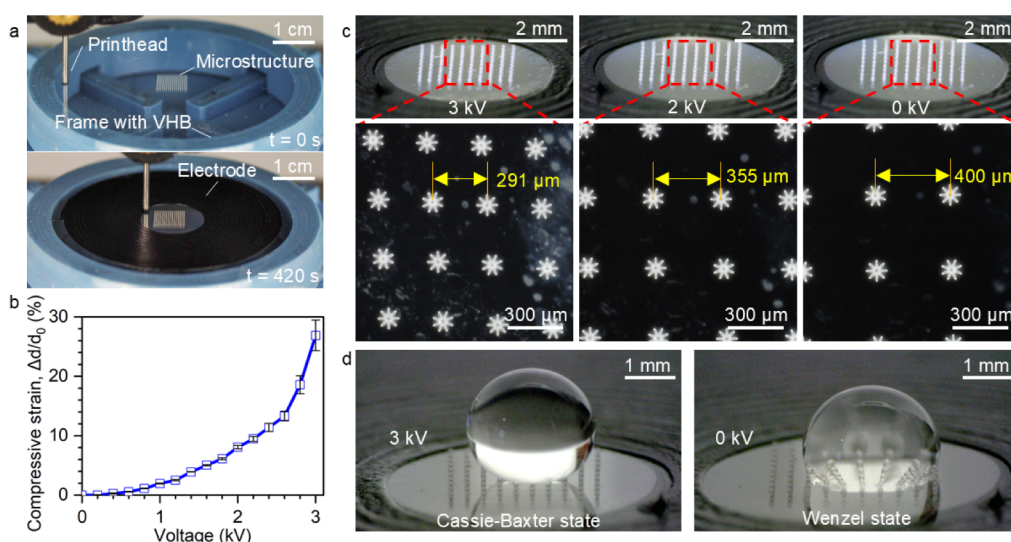 a
Printhead
1 cm
Microstructure
Frame with VHB
t = 0 s
Electrode
1 cm
t = 420 s
b
Compressive strain, Δd/d₀ (%)
30
20
10
0
0 1 2 3
Voltage (kV)
c
2 mm
3 kV
2 mm
2 kV
2 mm
0 kV
291 µm
300 µm
355 µm
300 µm
400 µm
300 µm
d
1 mm
3 kV
Cassie-Baxter state
1 mm
0 kV
Wenzel state